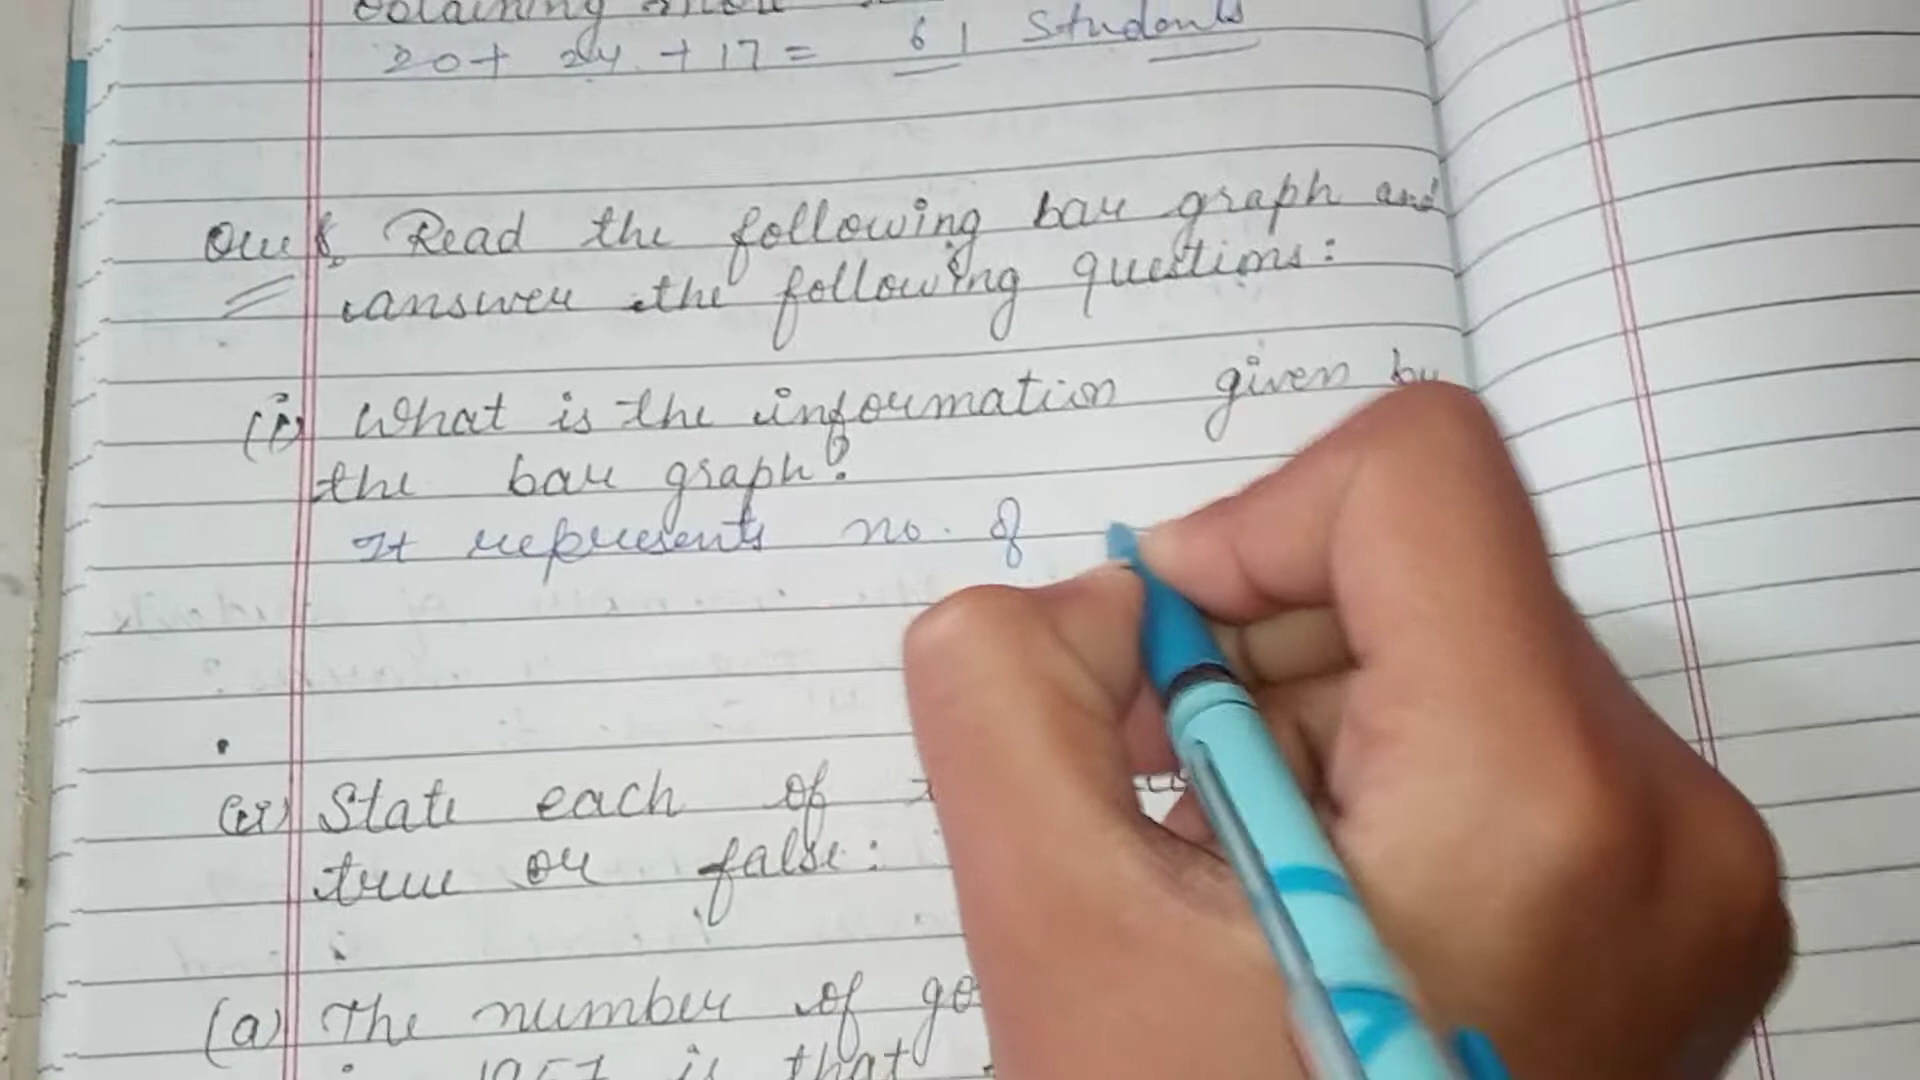 obtaining
20 + 24 + 17 = 61 Students
Que 8. Read the following bar graph and
answer the following questions:
(i) What is the information given by
the bar graph?
It represents no. of
(ii) State each of
true or false:
(a) The number of go
1957 is that